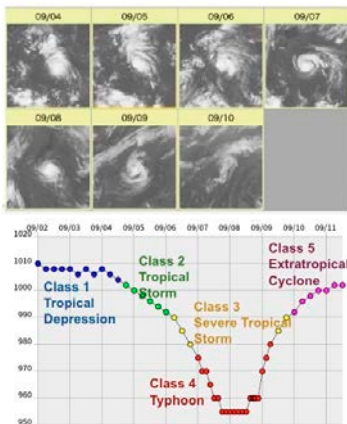 09/04 09/05 09/06 09/07
09/08 09/09 09/10
1020
09/02 09/03 09/04 09/05 09/06 09/07 09/08 09/09 09/10 09/11
1010
1000
990
980
970
960
950
Class 1
Tropical
Depression
Class 2
Tropical
Storm
Class 3
Severe Tropical
Storm
Class 4
Typhoon
Class 5
Extratropical
Cyclone